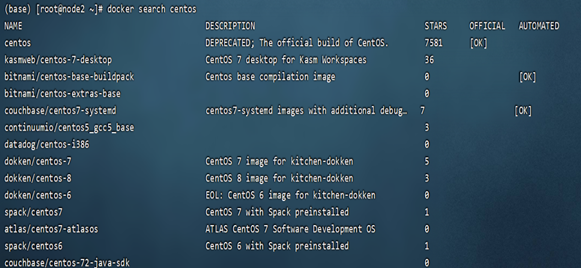 (base) [root@node2 ~]# docker search centos
NAME DESCRIPTION STARS OFFICIAL AUTOMATED
centos DEPRECATED; The official build of CentOS. 7581 [OK]
kasmweb/centos-7-desktop CentOS 7 desktop for Kasm Workspaces 36
bitnami/centos-base-buildpack Centos base compilation image 0 [OK]
bitnami/centos-extras-base 0
couchbase/centos7-systemd centos7-systemd images with additional debug… 7 [OK]
continuumio/centos5_gcc5_base 3
datadog/centos-i386 0
dokken/centos-7 CentOS 7 image for kitchen-dokken 5
dokken/centos-8 CentOS 8 image for kitchen-dokken 3
dokken/centos-6 EOL: CentOS 6 image for kitchen-dokken 0
spack/centos7 CentOS 7 with Spack preinstalled 1
atlas/centos7-atlasos ATLAS CentOS 7 Software Development OS 0
spack/centos6 CentOS 6 with Spack preinstalled 1
couchbase/centos-72-java-sdk 0